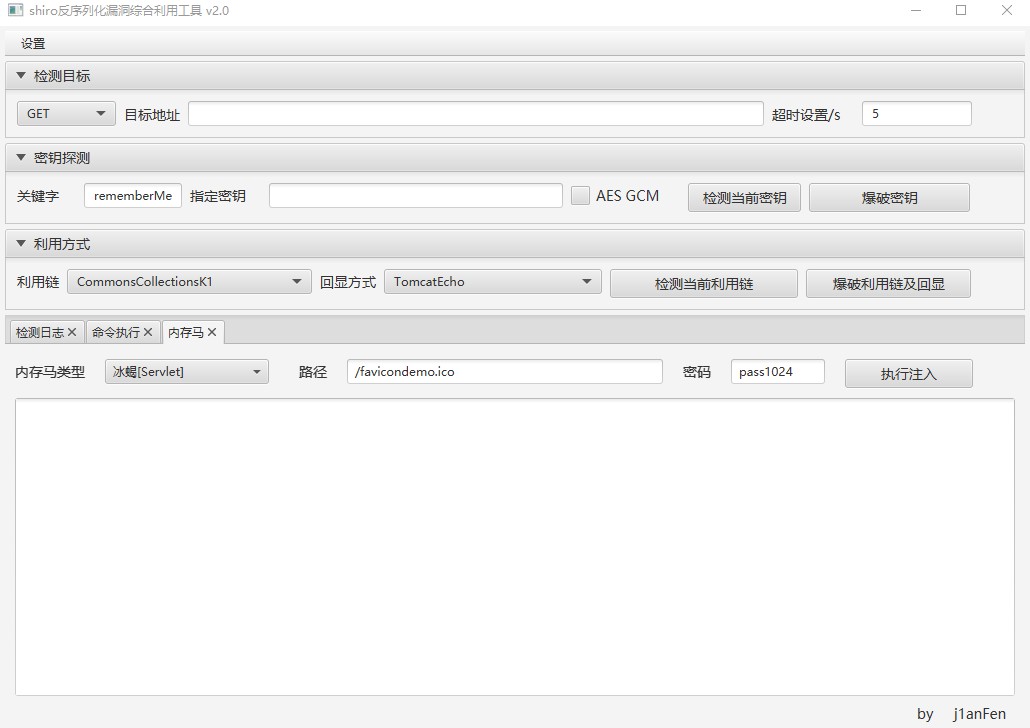 shiro反序列化漏洞综合利用工具 v2.0
设置
检测目标
GET 目标地址 超时设置/s 5
密钥探测
关键字 rememberMe 指定密钥 AES GCM 检测当前密钥 爆破密钥
利用方式
利用链 CommonsCollectionsK1 回显方式 TomcatEcho 检测当前利用链 爆破利用链及回显
检测日志 命令执行 内存马
内存马类型 冰蝎[Servlet] 路径 /favicondemo.ico 密码 pass1024 执行注入
by j1anFen